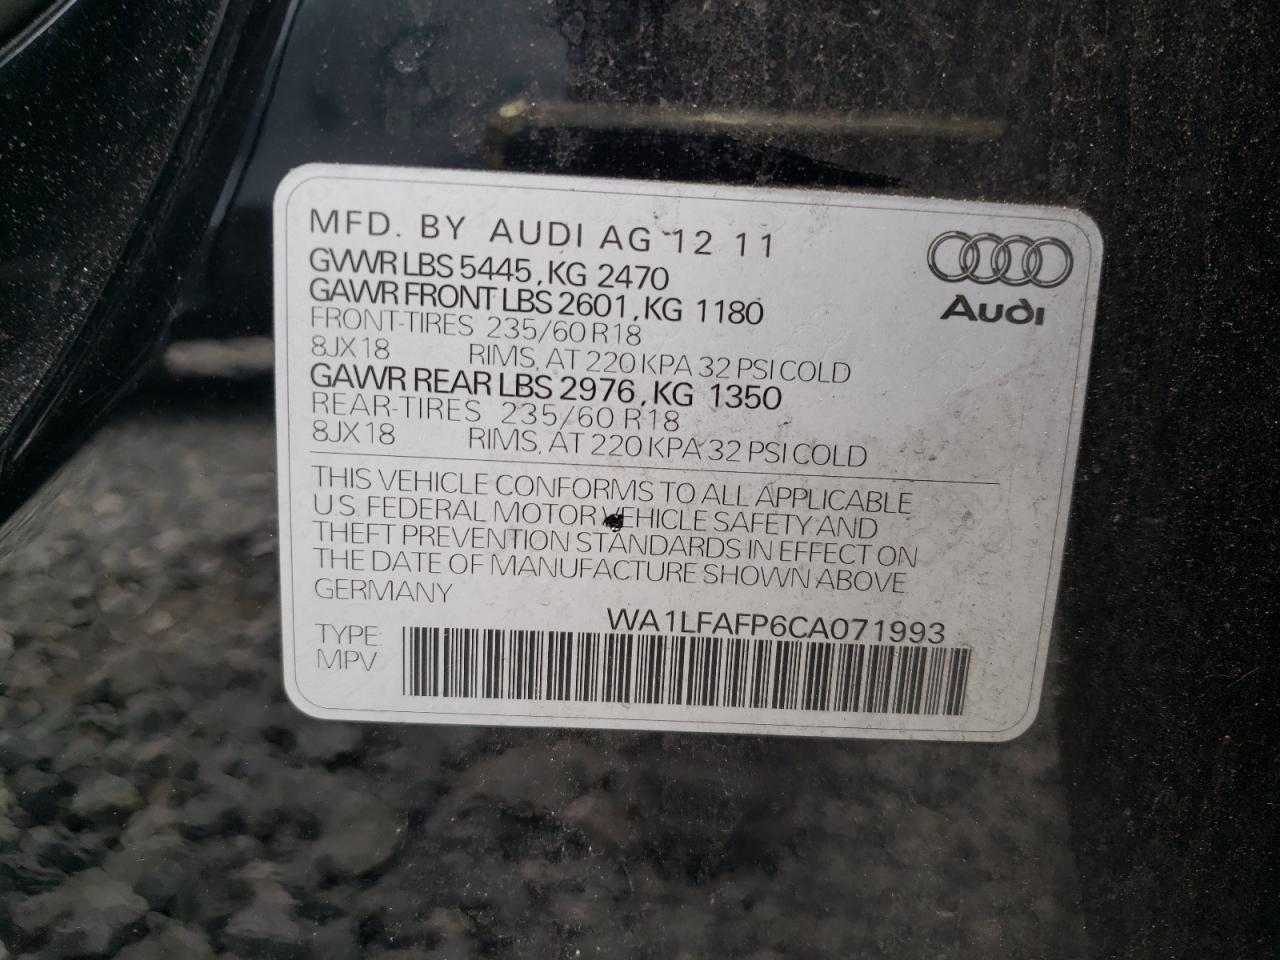 MFD. BY AUDI AG 12 11
GVWR LBS 5445, KG 2470
GAWR FRONT LBS 2601, KG 1180
FRONT-TIRES 235/60 R18
8JX18 RIMS, AT 220 KPA 32 PSI COLD
GAWR REAR LBS 2976, KG 1350
REAR-TIRES 235/60 R18
8JX18 RIMS, AT 220 KPA 32 PSI COLD
Audi
THIS VEHICLE CONFORMS TO ALL APPLICABLE
U.S. FEDERAL MOTOR VEHICLE SAFETY AND
THEFT PREVENTION STANDARDS IN EFFECT ON
THE DATE OF MANUFACTURE SHOWN ABOVE
GERMANY
WA1LFAFP6CA071993
TYPE:
MPV